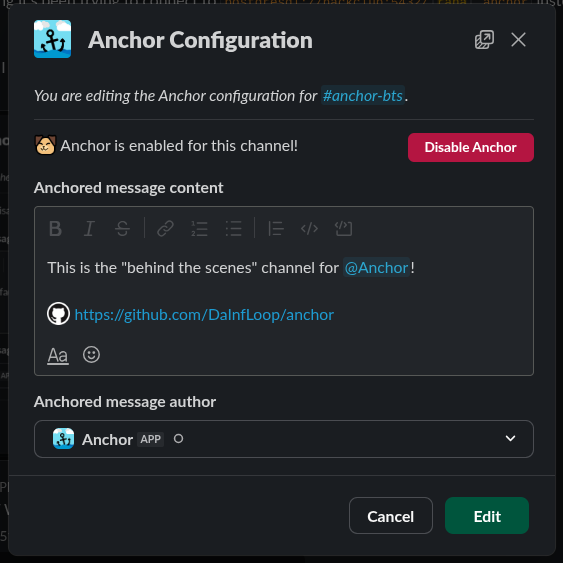 Anchor Configuration
You are editing the Anchor configuration for #anchor-bts.
Anchor is enabled for this channel!
Disable Anchor
Anchored message content
This is the "behind the scenes" channel for @Anchor!
https://github.com/DaInfLoop/anchor
Aa
Anchored message author
Anchor APP
Cancel
Edit